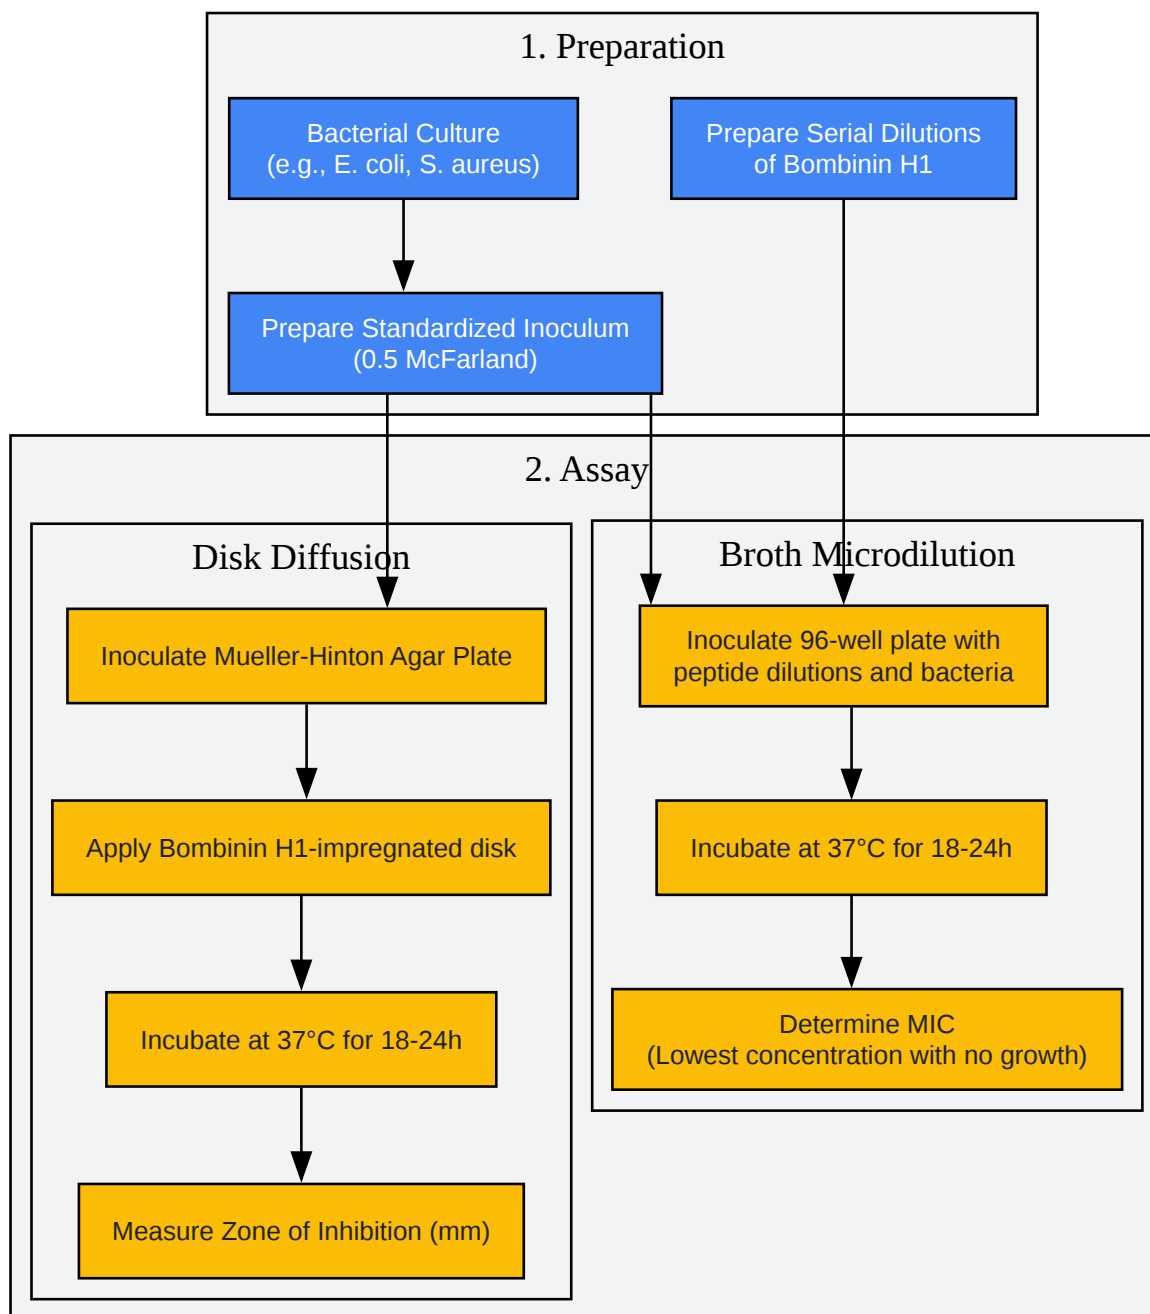 1. Preparation
Bacterial Culture
(e.g., E. coli, S. aureus)
Prepare Serial Dilutions
of Bombinin H1
Prepare Standardized Inoculum
(0.5 McFarland)
2. Assay
Disk Diffusion
Inoculate Mueller-Hinton Agar Plate
Apply Bombinin H1-impregnated disk
Incubate at 37°C for 18-24h
Measure Zone of Inhibition (mm)
Broth Microdilution
Inoculate 96-well plate with
peptide dilutions and bacteria
Incubate at 37°C for 18-24h
Determine MIC
(Lowest concentration with no growth)